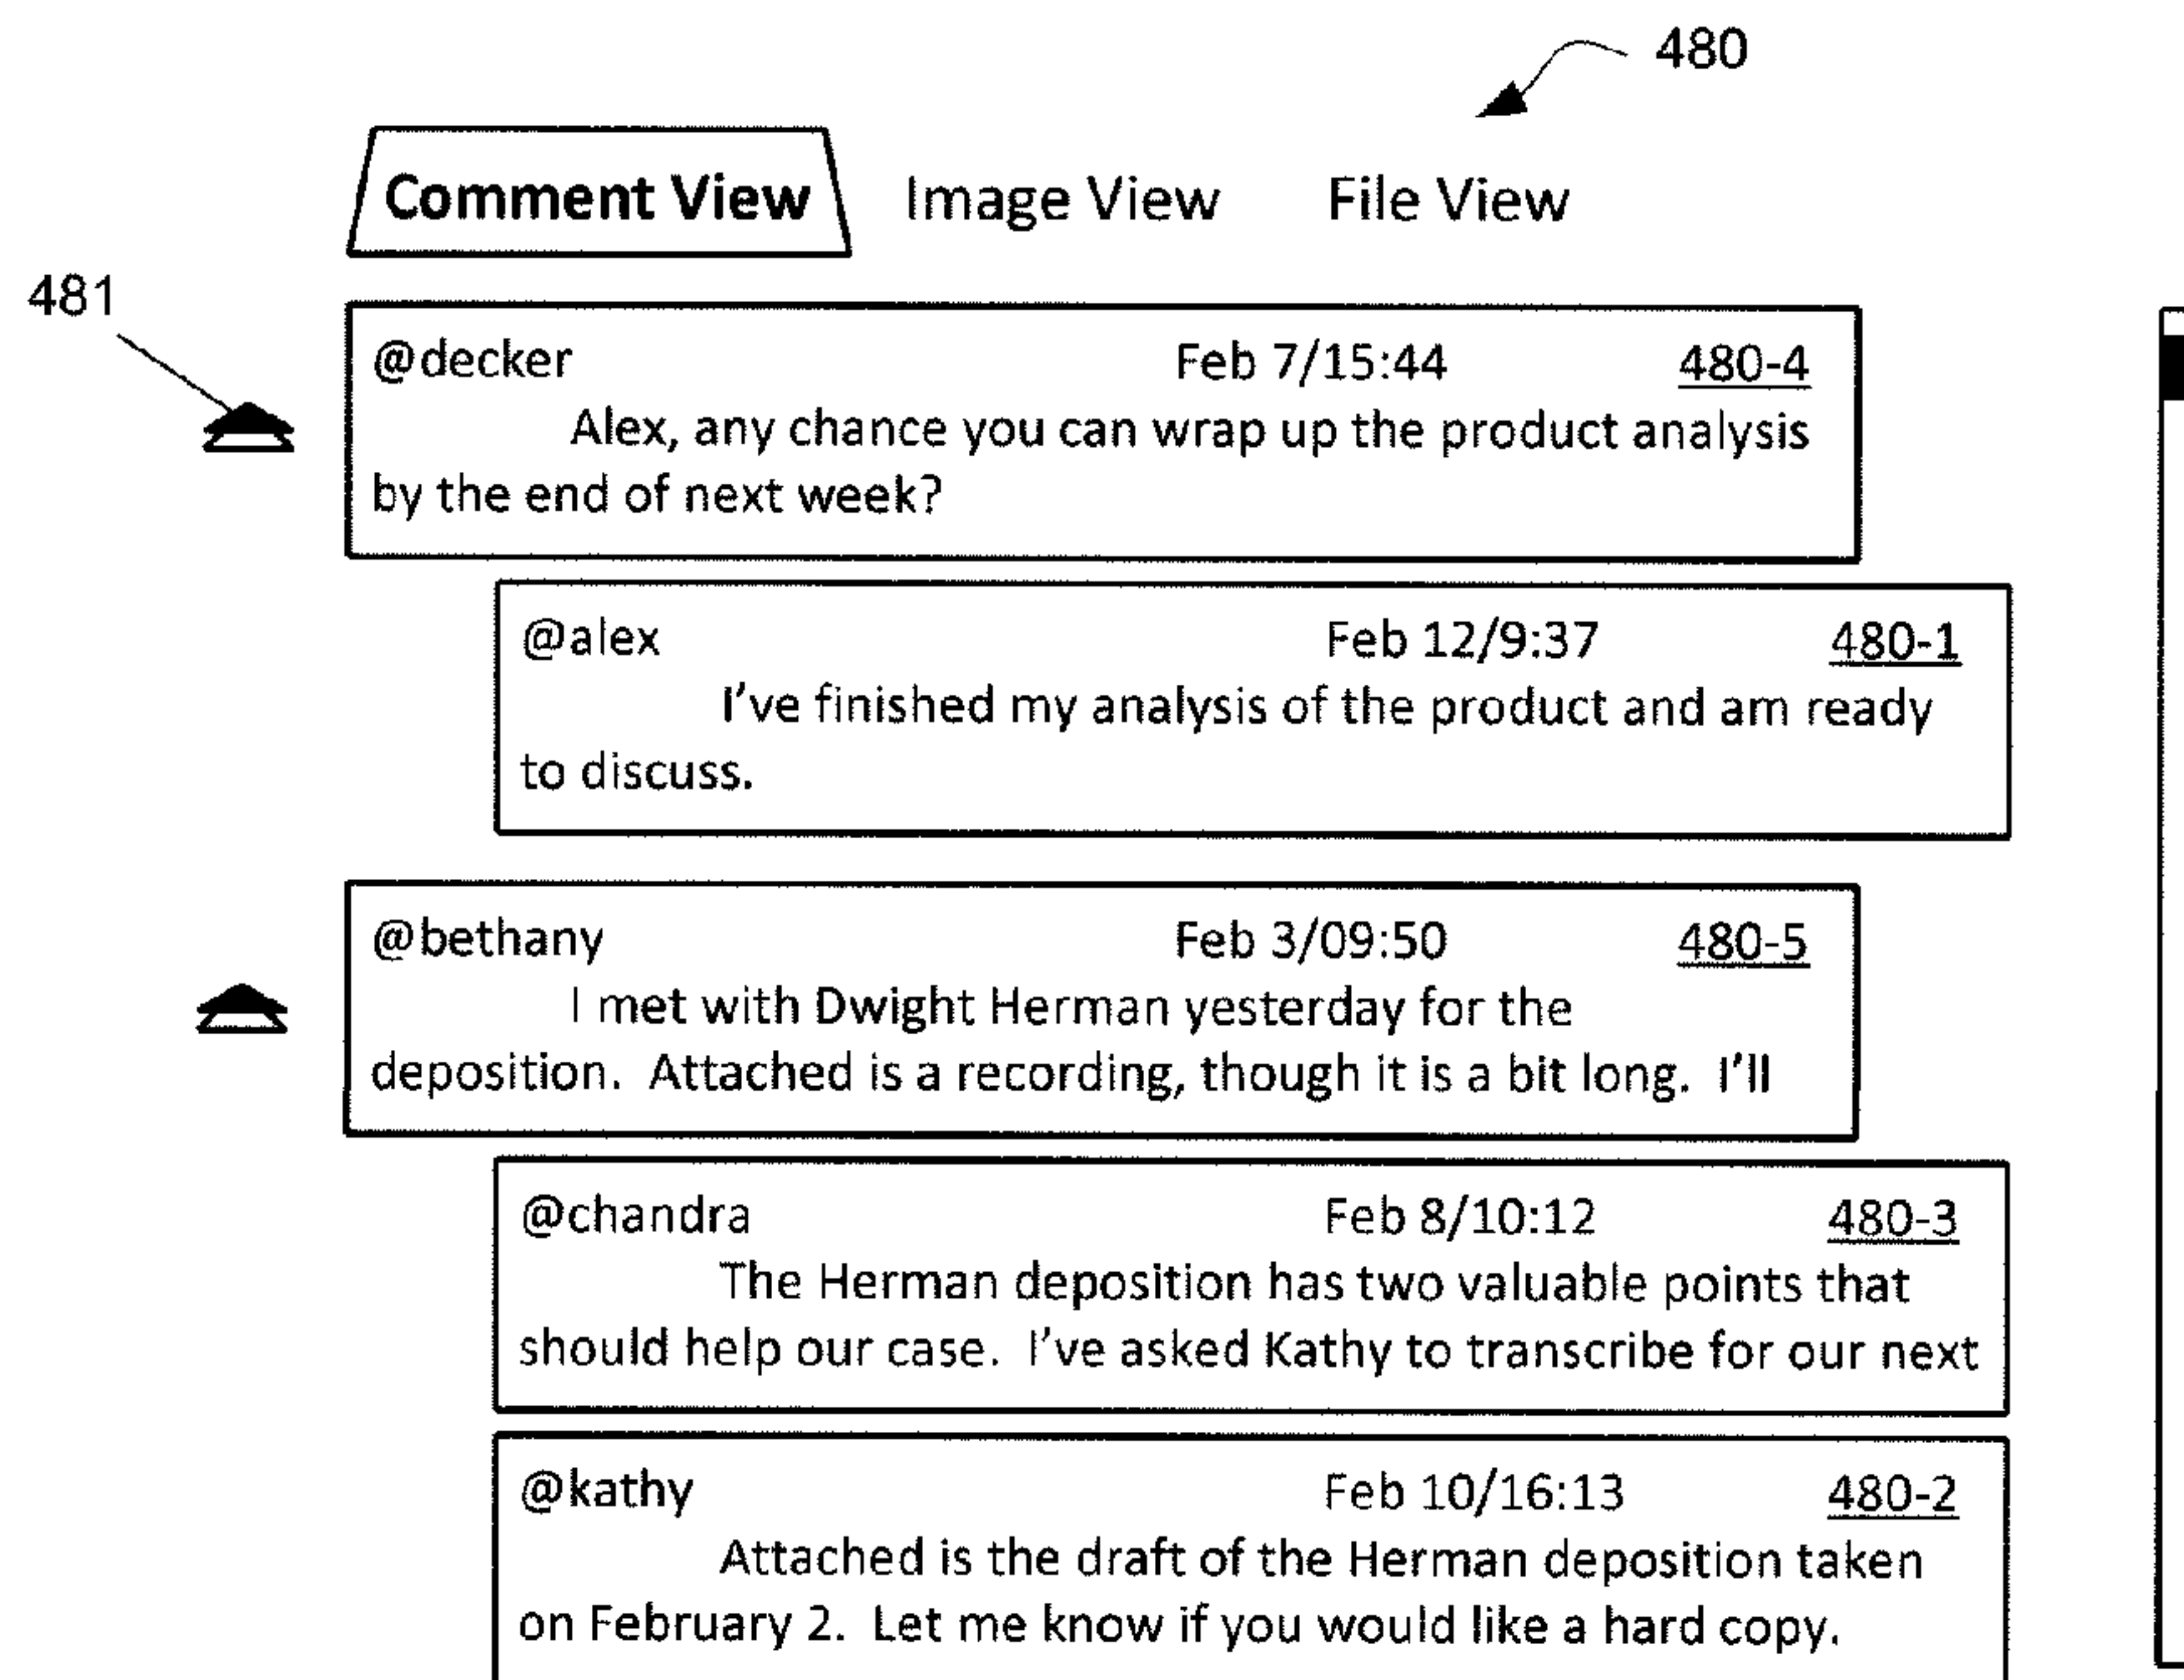 480
Comment View Image View File View
481
@decker Feb 7/15:44 480-4
Alex, any chance you can wrap up the product analysis
by the end of next week?
@alex Feb 12/9:37 480-1
I've finished my analysis of the product and am ready
to discuss.
@bethany Feb 3/09:50 480-5
I met with Dwight Herman yesterday for the
deposition. Attached is a recording, though it is a bit long. I'll
@chandra Feb 8/10:12 480-3
The Herman deposition has two valuable points that
should help our case. I've asked Kathy to transcribe for our next
@kathy Feb 10/16:13 480-2
Attached is the draft of the Herman deposition taken
on February 2. Let me know if you would like a hard copy.